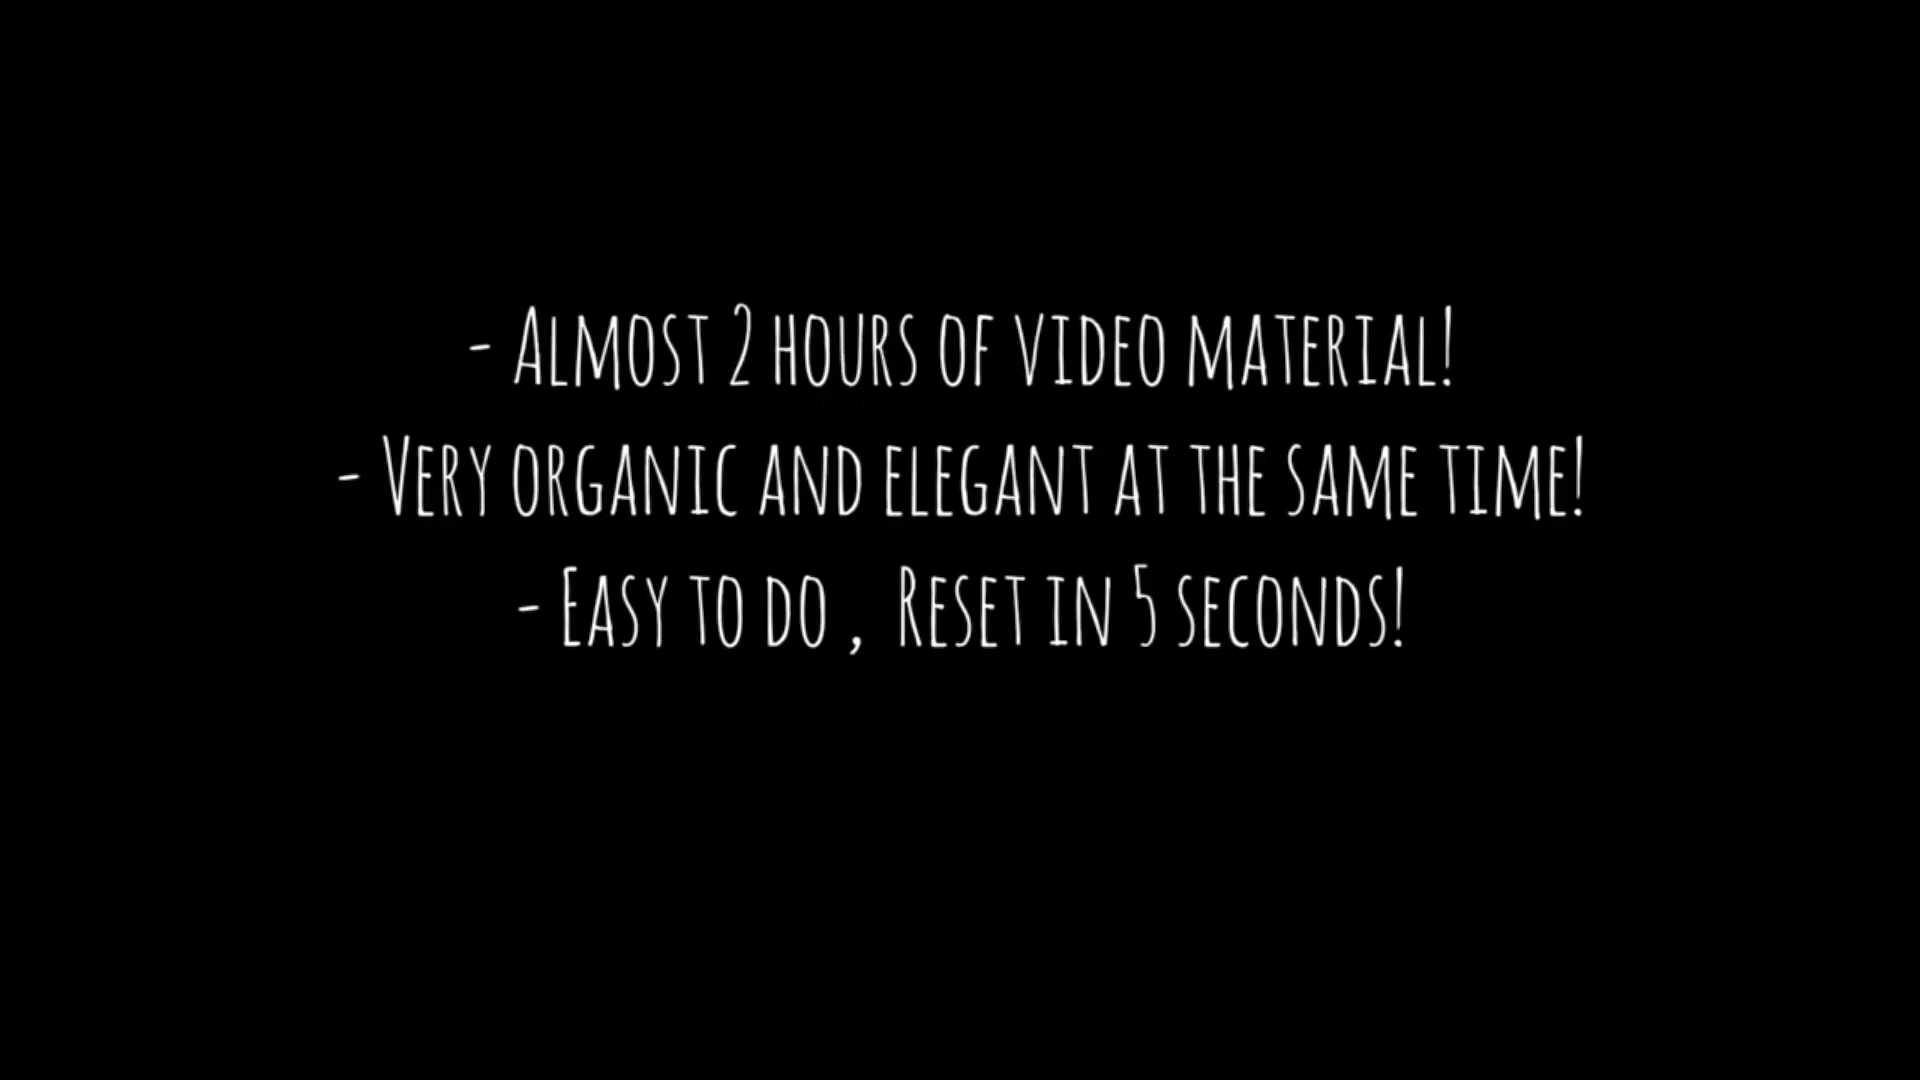 - Almost 2 hours of video material!
- Very organic and elegant at the same time!
- Easy to do , Reset in 5 seconds!